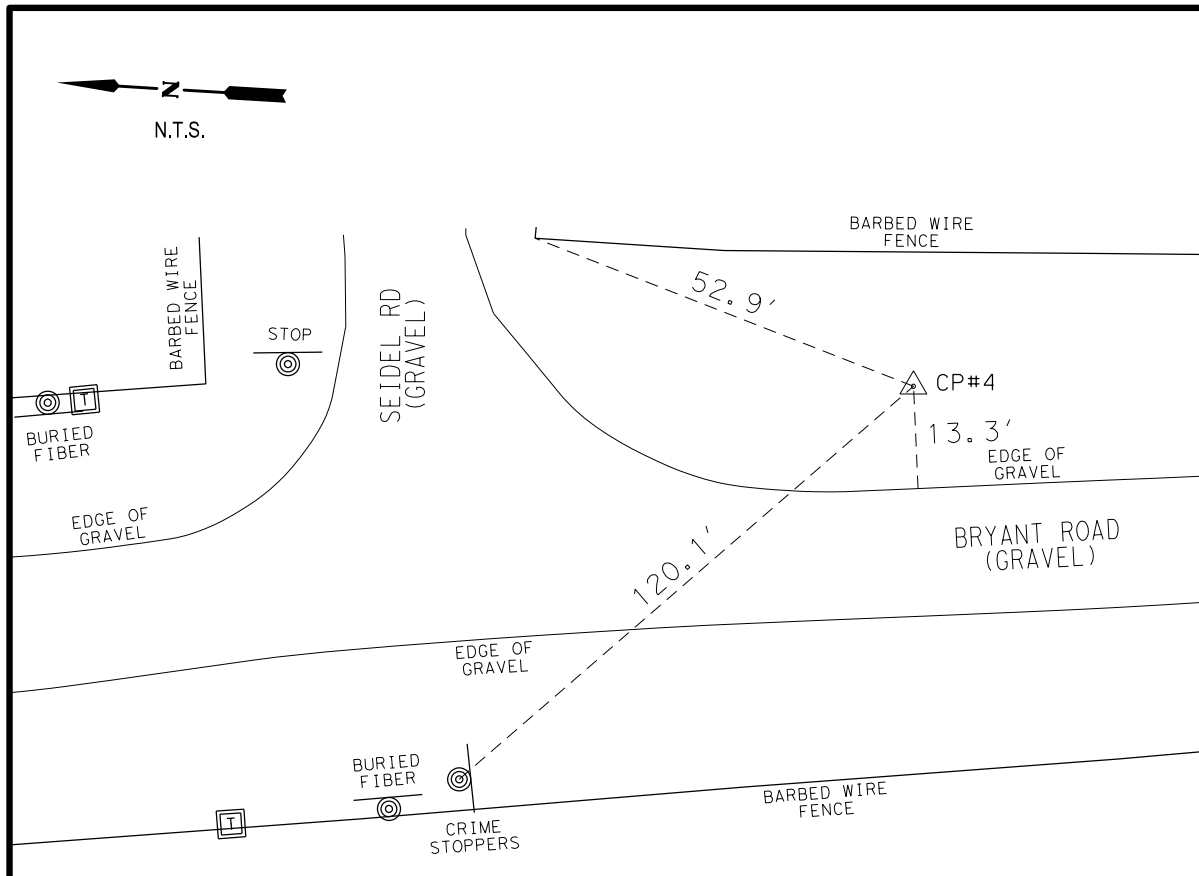 N
N.T.S.
BARBED WIRE
FENCE
BARBED WIRE
FENCE
52.9'
SEIDEL RD
(GRAVEL)
STOP
CP#4
T
BURIED
FIBER
13.3'
EDGE OF
GRAVEL
EDGE OF
GRAVEL
BRYANT ROAD
(GRAVEL)
120.1'
EDGE OF
GRAVEL
BURIED
FIBER
BARBED WIRE
FENCE
T
CRIME
STOPPERS